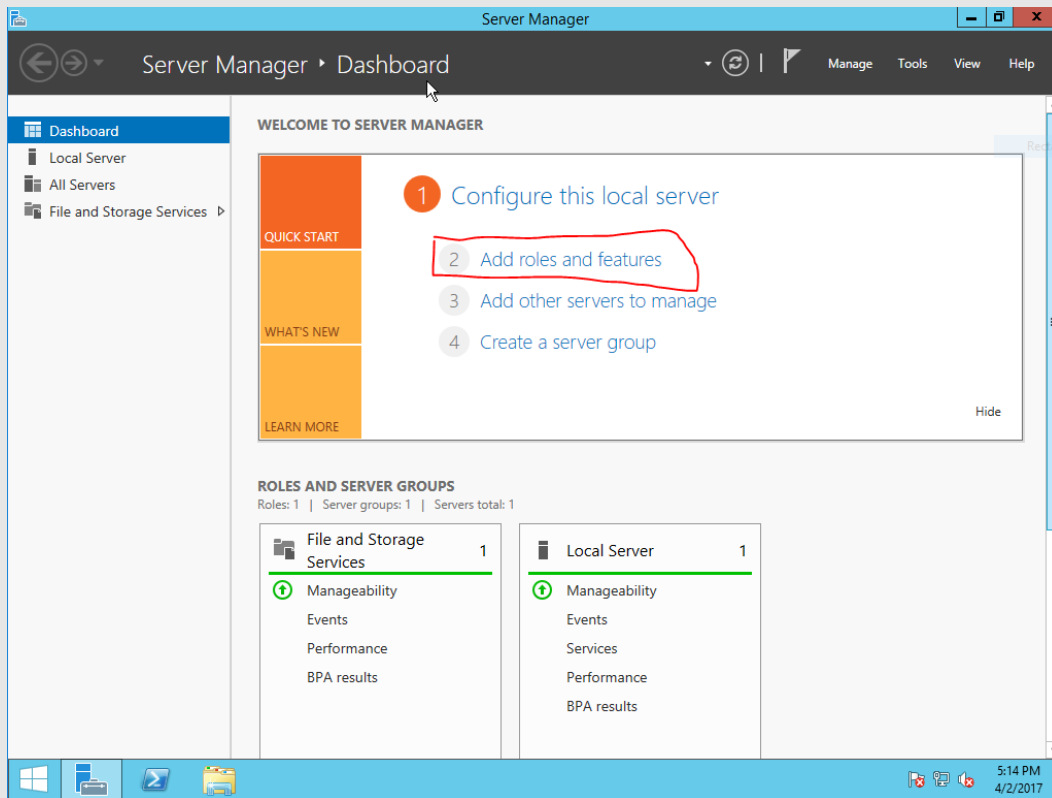 Server Manager
Server Manager • Dashboard
Manage Tools View Help
Dashboard
Local Server
All Servers
File and Storage Services
WELCOME TO SERVER MANAGER
QUICK START
WHAT'S NEW
LEARN MORE
1 Configure this local server
2 Add roles and features
3 Add other servers to manage
4 Create a server group
Hide
ROLES AND SERVER GROUPS
Roles: 1 | Server groups: 1 | Servers total: 1
File and Storage
Services
1
Manageability
Events
Performance
BPA results
Local Server 1
Manageability
Events
Services
Performance
BPA results
5:14 PM
4/2/2017